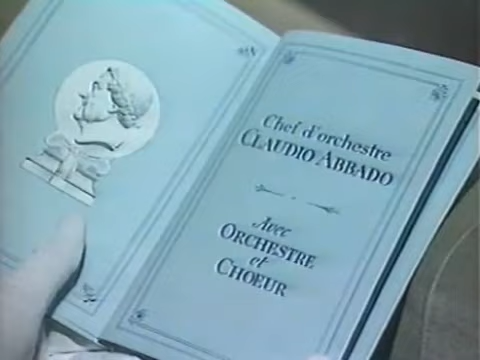 Chef d'orchestre
CLAUDIO ABBADO
Avec
ORCHESTRE
et
CHOEUR